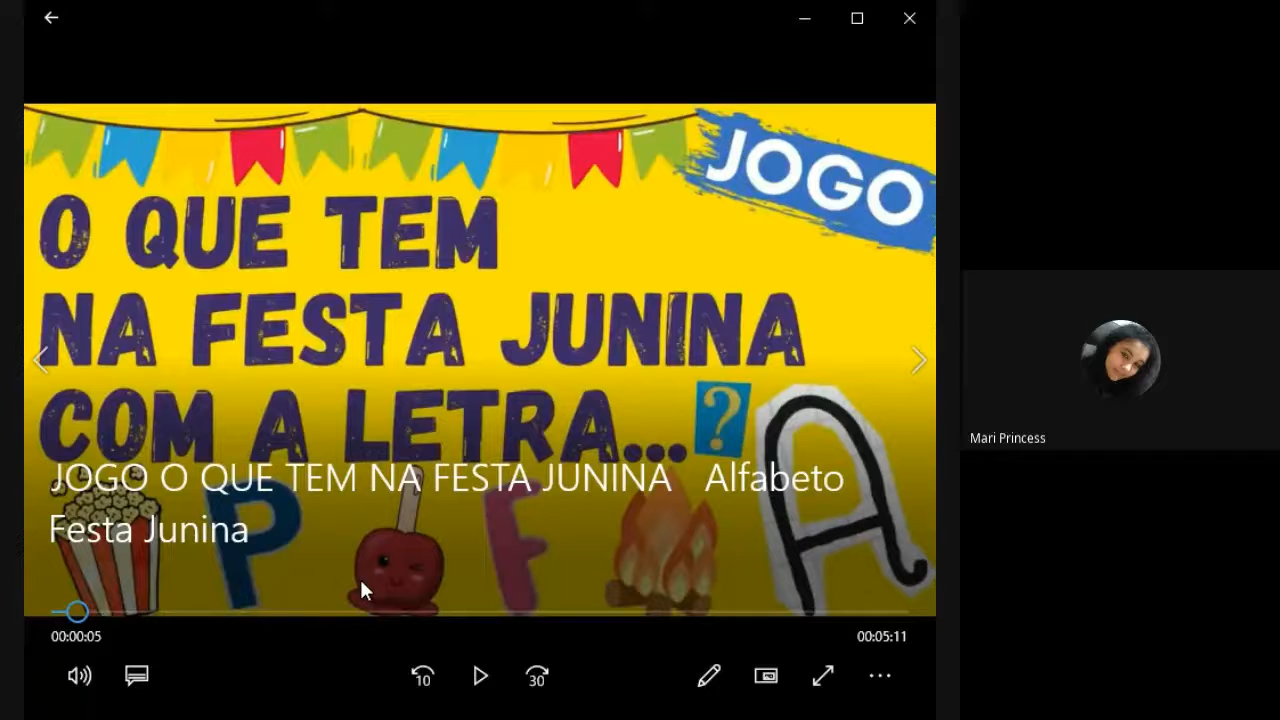 JOGO
O QUE TEM
NA FESTA JUNINA
COM A LETRA...?
JOGO O QUE TEM NA FESTA JUNINA Alfabeto
Festa Junina
P F A
00:00:05
00:05:11
10
30
Mari Princess